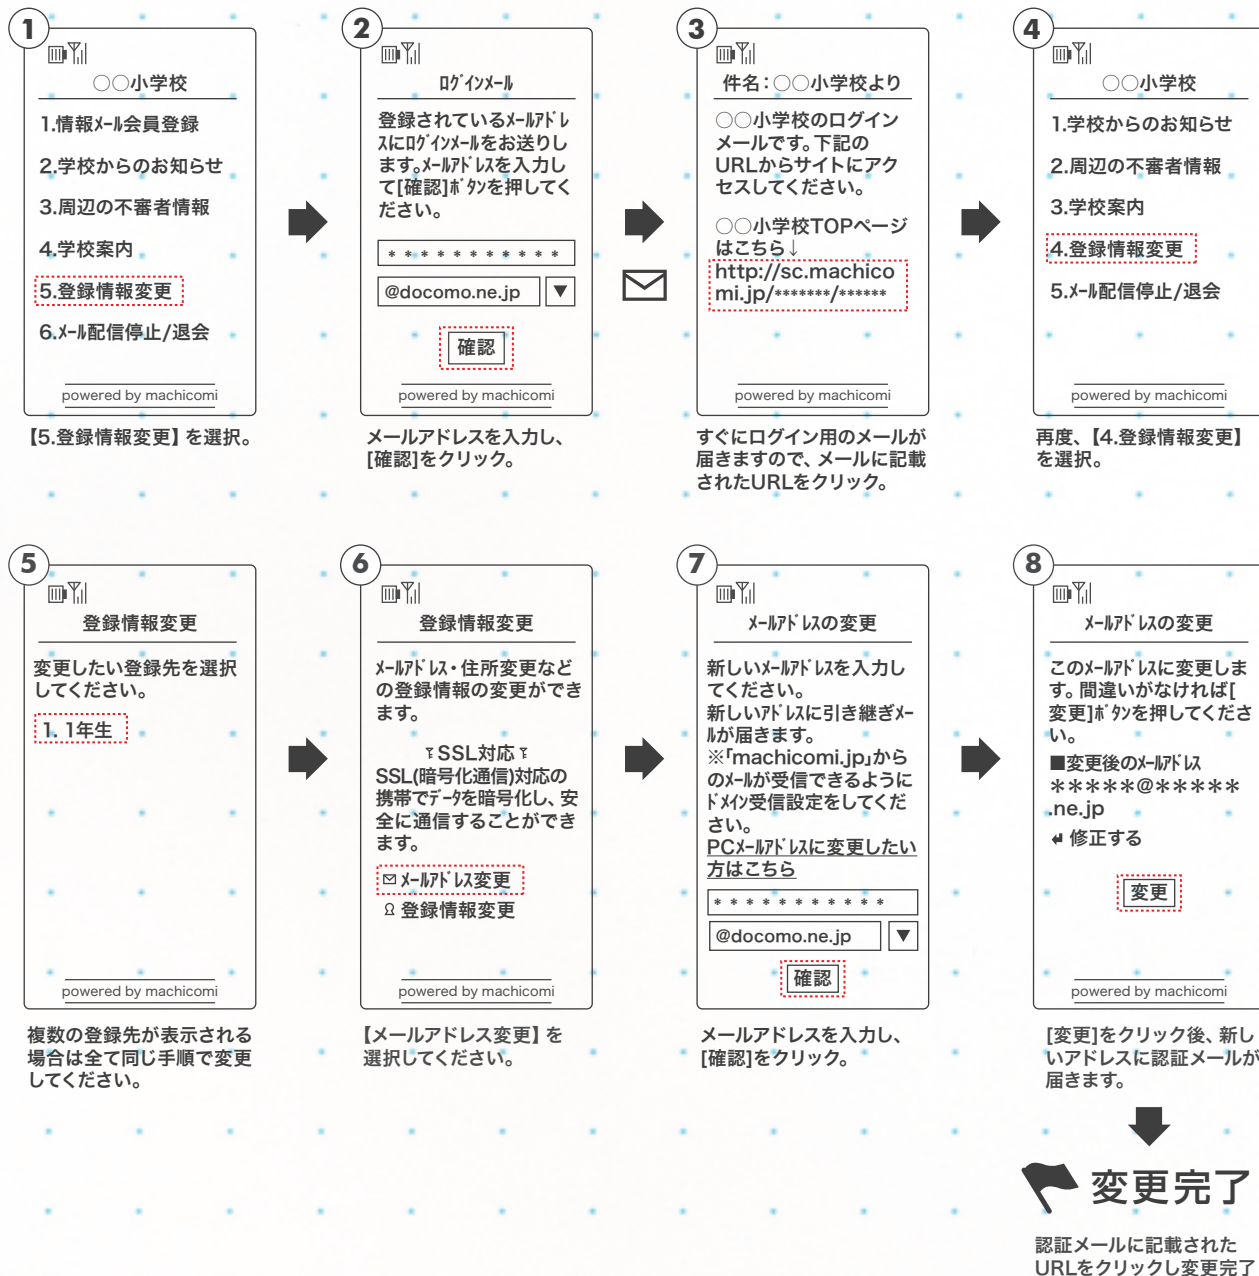 1
○○小学校
1.情報ﾒｰﾙ会員登録
2.学校からのお知らせ
3.周辺の不審者情報
4.学校案内
5.登録情報変更
6.ﾒｰﾙ配信停止/退会
powered by machicomi
【5.登録情報変更】を選択。
2
ﾛｸﾞｲﾝﾒｰﾙ
登録されているﾒｰﾙｱﾄﾞﾚ
ｽにﾛｸﾞｲﾝﾒｰﾙをお送りし
ます｡ﾒｰﾙｱﾄﾞﾚｽを入力し
て[確認]ﾎﾞﾀﾝを押してく
ださい。
* * * * * * * * * * *
@docomo.ne.jp ▼
確認
powered by machicomi
メールアドレスを入力し、
[確認]をクリック。
3
件名：○○小学校より
○○小学校のログイン
メールです。下記の
URLからサイトにアク
セスしてください。
○○小学校TOPページ
はこちら↓
http://sc.machico
mi.jp/*******/******
powered by machicomi
すぐにログイン用のメールが
届きますので、メールに記載
されたURLをクリック。
4
○○小学校
1.学校からのお知らせ
2.周辺の不審者情報
3.学校案内
4.登録情報変更
5.ﾒｰﾙ配信停止/退会
powered by machicomi
再度、【4.登録情報変更】
を選択。
5
登録情報変更
変更したい登録先を選択
してください。
1. 1年生
powered by machicomi
複数の登録先が表示される
場合は全て同じ手順で変更
してください。
6
登録情報変更
ﾒｰﾙｱﾄﾞﾚｽ・住所変更など
の登録情報の変更ができ
ます。
SSL対応
SSL(暗号化通信)対応の
携帯でﾃﾞｰﾀを暗号化し、安
全に通信することができ
ます。
ﾒｰﾙｱﾄﾞﾚｽ変更
登録情報変更
powered by machicomi
【メールアドレス変更】を
選択してください。
7
ﾒｰﾙｱﾄﾞﾚｽの変更
新しいﾒｰﾙｱﾄﾞﾚｽを入力し
てください。
新しいｱﾄﾞﾚｽに引き継ぎﾒｰ
ﾙが届きます。
※「machicomi.jp」から
のﾒｰﾙが受信できるように
ﾄﾞﾒｲﾝ受信設定をしてくだ
さい。
PCﾒｰﾙｱﾄﾞﾚｽに変更したい
方はこちら
* * * * * * * * * * *
@docomo.ne.jp ▼
確認
メールアドレスを入力し、
[確認]をクリック。
8
ﾒｰﾙｱﾄﾞﾚｽの変更
このﾒｰﾙｱﾄﾞﾚｽに変更しま
す。間違いがなければ[
変更]ﾎﾞﾀﾝを押してくださ
い。
■変更後のﾒｰﾙｱﾄﾞﾚｽ
*****@*****
.ne.jp
修正する
変更
powered by machicomi
[変更]をクリック後、新し
いアドレスに認証メールが
届きます。
変更完了
認証メールに記載された
URLをクリックし変更完了